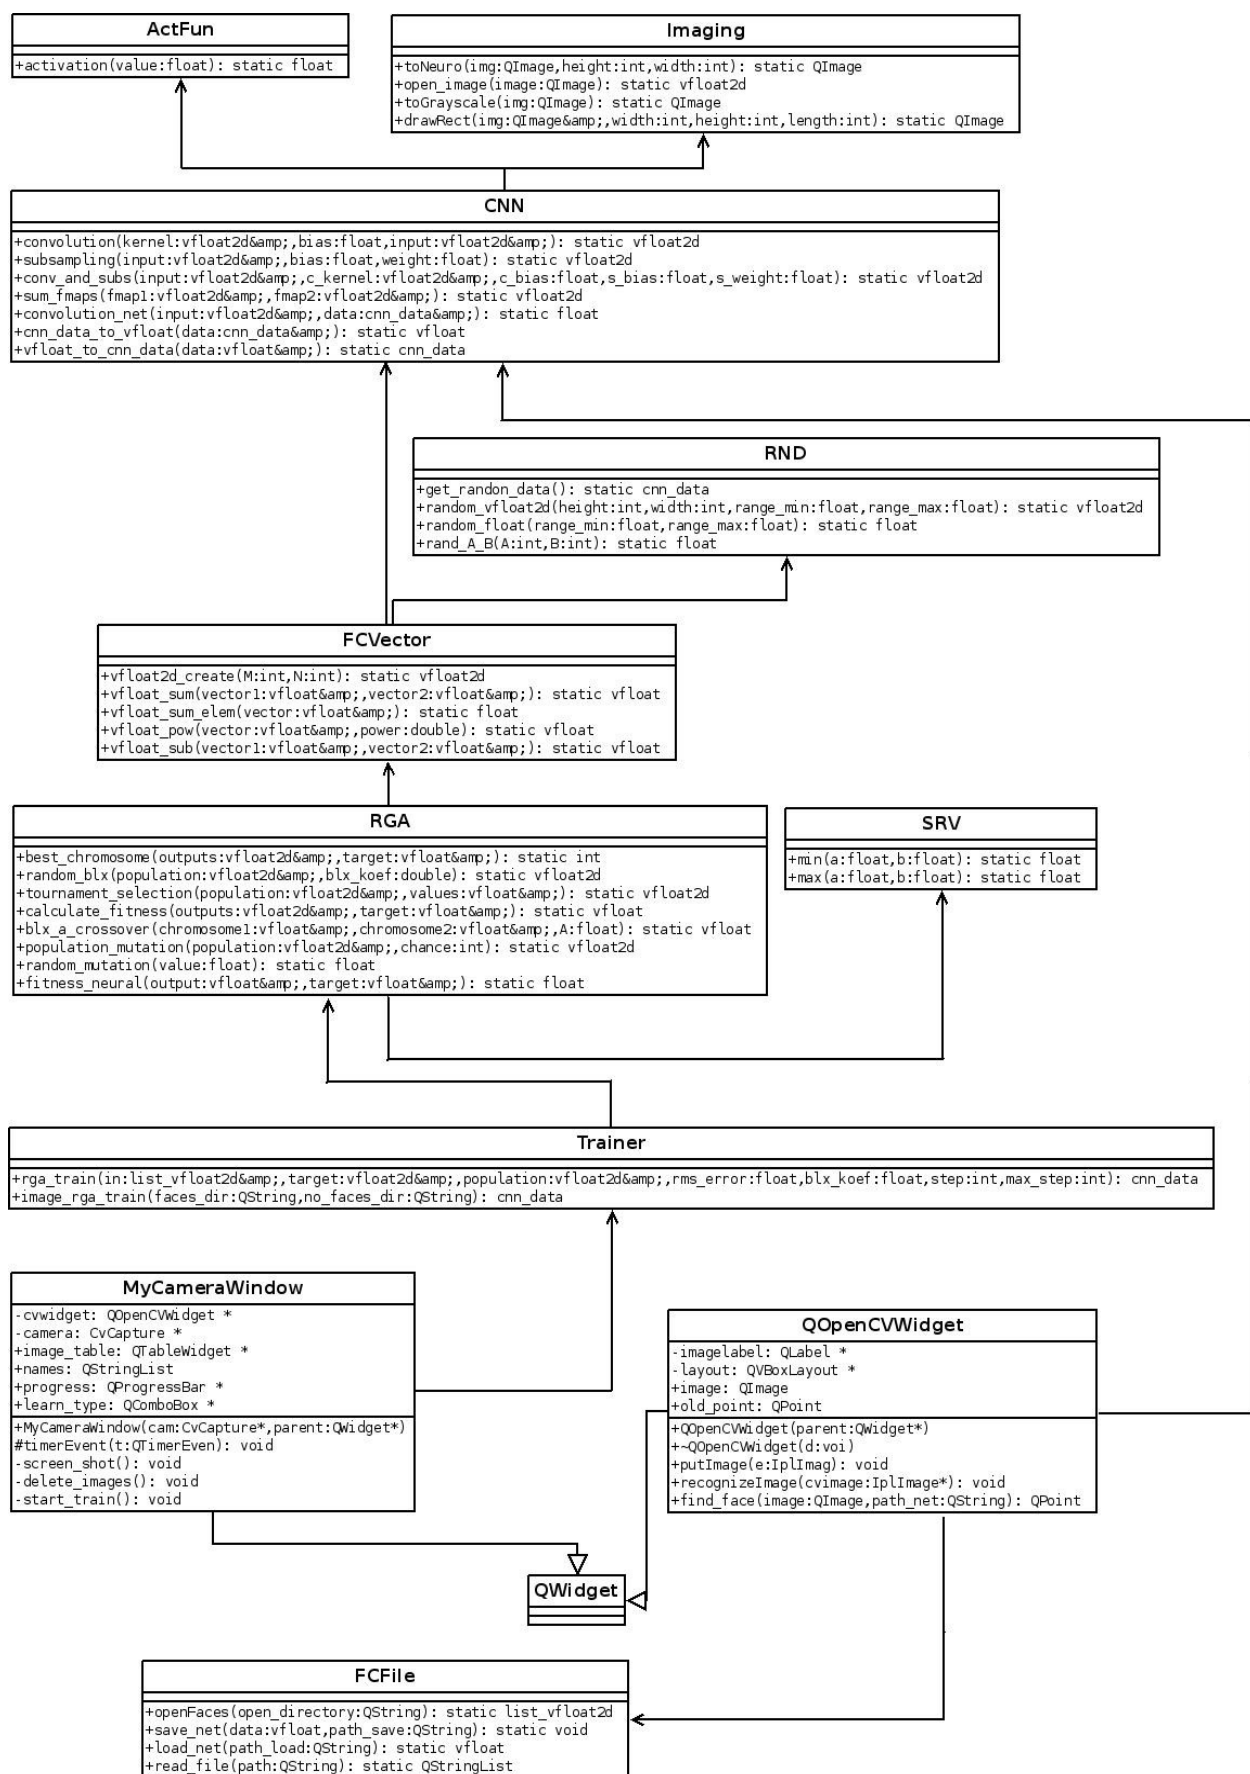 ActFun
+activation(value:float): static float
Imaging
+toNeuro(img:QImage,height:int,width:int): static QImage
+open_image(image:QImage): static vfloat2d
+toGrayscale(img:QImage): static QImage
+drawRect(img:QImage&amp;,width:int,height:int,length:int): static QImage
CNN
+convolution(kernel:vfloat2d&amp;,bias:float,input:vfloat2d&amp;): static vfloat2d
+subsampling(input:vfloat2d&amp;,bias:float,weight:float): static vfloat2d
+conv_and_subs(input:vfloat2d&amp;,c_kernel:vfloat2d&amp;,c_bias:float,s_bias:float,s_weight:float): static vfloat2d
+sum_fmaps(fmap1:vfloat2d&amp;,fmap2:vfloat2d&amp;): static vfloat2d
+convolution_net(input:vfloat2d&amp;,data:cnn_data&amp;): static float
+cnn_data_to_vfloat(data:cnn_data&amp;): static vfloat
+vfloat_to_cnn_data(data:vfloat&amp;): static cnn_data
RND
+get_randon_data(): static cnn_data
+random_vfloat2d(height:int,width:int,range_min:float,range_max:float): static vfloat2d
+random_float(range_min:float,range_max:float): static float
+rand_A_B(A:int,B:int): static float
FCVector
+vfloat2d_create(M:int,N:int): static vfloat2d
+vfloat_sum(vector1:vfloat&amp;,vector2:vfloat&amp;): static vfloat
+vfloat_sum_elem(vector:vfloat&amp;): static float
+vfloat_pow(vector:vfloat&amp;,power:double): static vfloat
+vfloat_sub(vector1:vfloat&amp;,vector2:vfloat&amp;): static vfloat
RGA
+best_chromosome(outputs:vfloat2d&amp;,target:vfloat&amp;): static int
+random_blx(population:vfloat2d&amp;,blx_koef:double): static vfloat2d
+tournament_selection(population:vfloat2d&amp;,values:vfloat&amp;): static vfloat2d
+calculate_fitness(outputs:vfloat2d&amp;,target:vfloat&amp;): static vfloat
+blx_a_crossover(chromosome1:vfloat&amp;,chromosome2:vfloat&amp;,A:float): static vfloat
+population_mutation(population:vfloat2d&amp;,chance:int): static vfloat2d
+random_mutation(value:float): static float
+fitness_neural(output:vfloat&amp;,target:vfloat&amp;): static float
SRV
+min(a:float,b:float): static float
+max(a:float,b:float): static float
Trainer
+rga_train(in:list_vfloat2d&amp;,target:vfloat2d&amp;,population:vfloat2d&amp;,rms_error:float,blx_koef:float,step:int,max_step:int): cnn_data
+image_rga_train(faces_dir:QString,no_faces_dir:QString): cnn_data
MyCameraWindow
-cvwidget: QOpenCVWidget *
-camera: CvCapture *
+image_table: QTableWidget *
+names: QStringList
+progress: QProgressBar *
+learn_type: QComboBox *
+MyCameraWindow(cam:CvCapture*,parent:QWidget*)
#timerEvent(t:QTimerEven): void
-screen_shot(): void
-delete_images(): void
-start_train(): void
QOpenCVWidget
-imagelabel: QLabel *
-layout: QVBoxLayout *
+image: QImage
+old_point: QPoint
+QOpenCVWidget(parent:QWidget*)
+~QOpenCVWidget(d:voi)
+putImage(e:IplImag): void
+recognizeImage(cvimage:IplImage*): void
+find_face(image:QImage,path_net:QString): QPoint
QWidget
FCFile
+openFaces(open_directory:QString): static list_vfloat2d
+save_net(data:vfloat,path_save:QString): static void
+load_net(path_load:QString): static vfloat
+read_file(path:QString): static QStringList